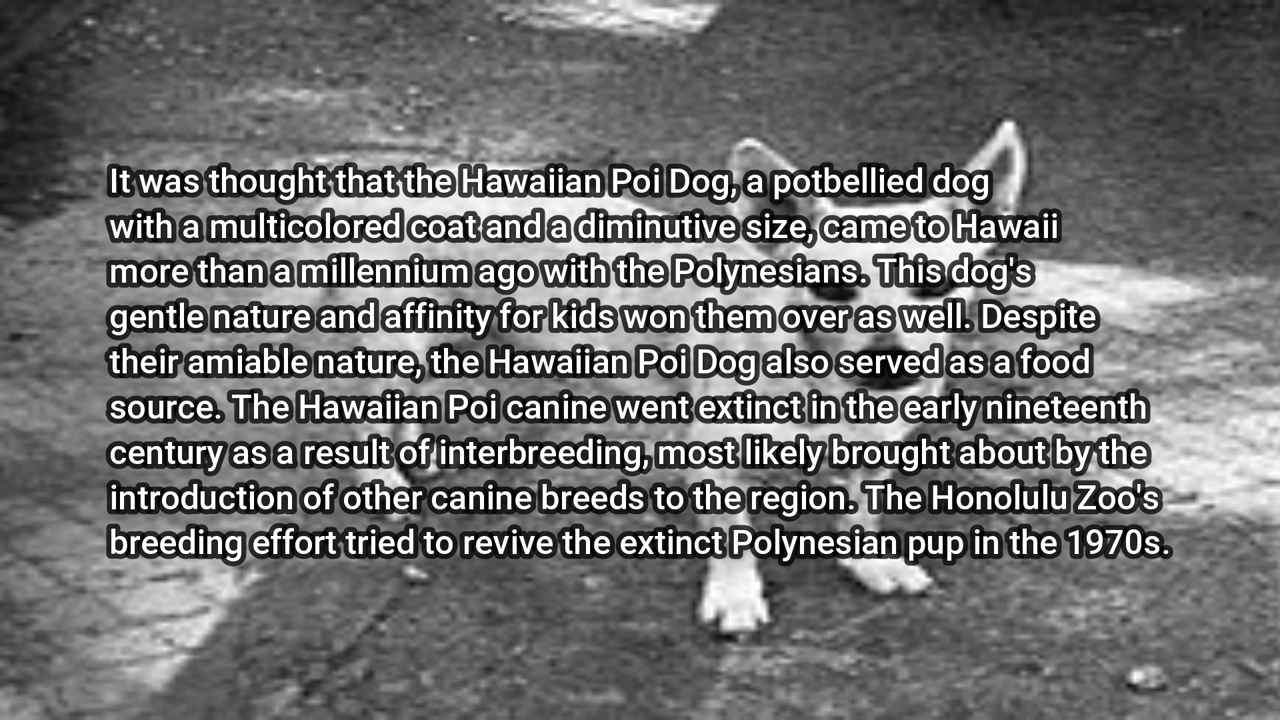 It was thought that the Hawaiian Poi Dog, a potbellied dog
with a multicolored coat and a diminutive size, came to Hawaii
more than a millennium ago with the Polynesians. This dog's
gentle nature and affinity for kids won them over as well. Despite
their amiable nature, the Hawaiian Poi Dog also served as a food
source. The Hawaiian Poi canine went extinct in the early nineteenth
century as a result of interbreeding, most likely brought about by the
introduction of other canine breeds to the region. The Honolulu Zoo's
breeding effort tried to revive the extinct Polynesian pup in the 1970s.